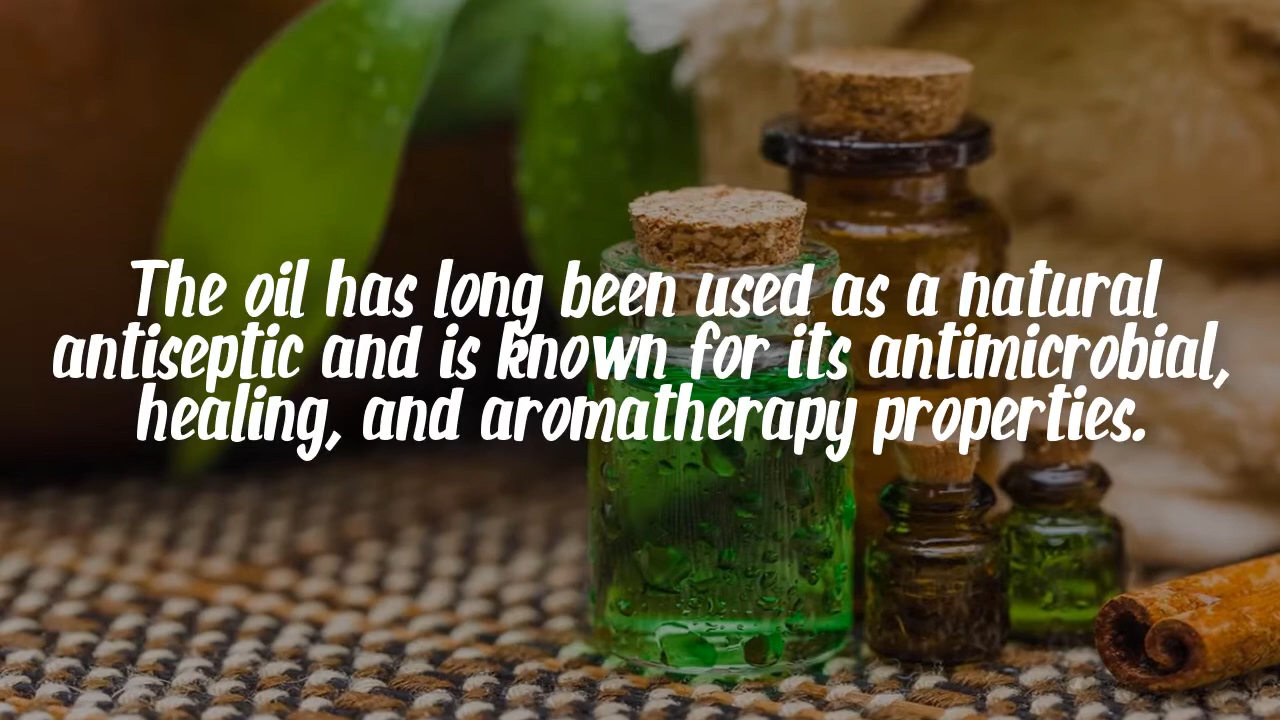 The oil has long been used as a natural
antiseptic and is known for its antimicrobial,
healing, and aromatherapy properties.